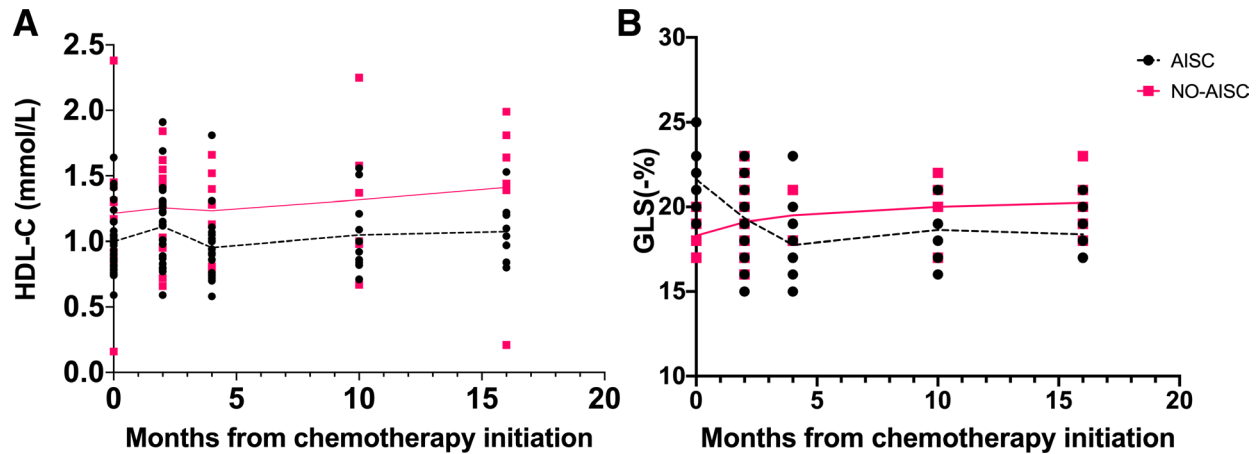 A
HDL-C (mmol/L)
2.5
2.0
1.5
1.0
0.5
0.0
0 5 10 15 20
Months from chemotherapy initiation
B
GLS(-%)
30
25
20
15
10
0 5 10 15 20
Months from chemotherapy initiation
AISC
NO-AISC